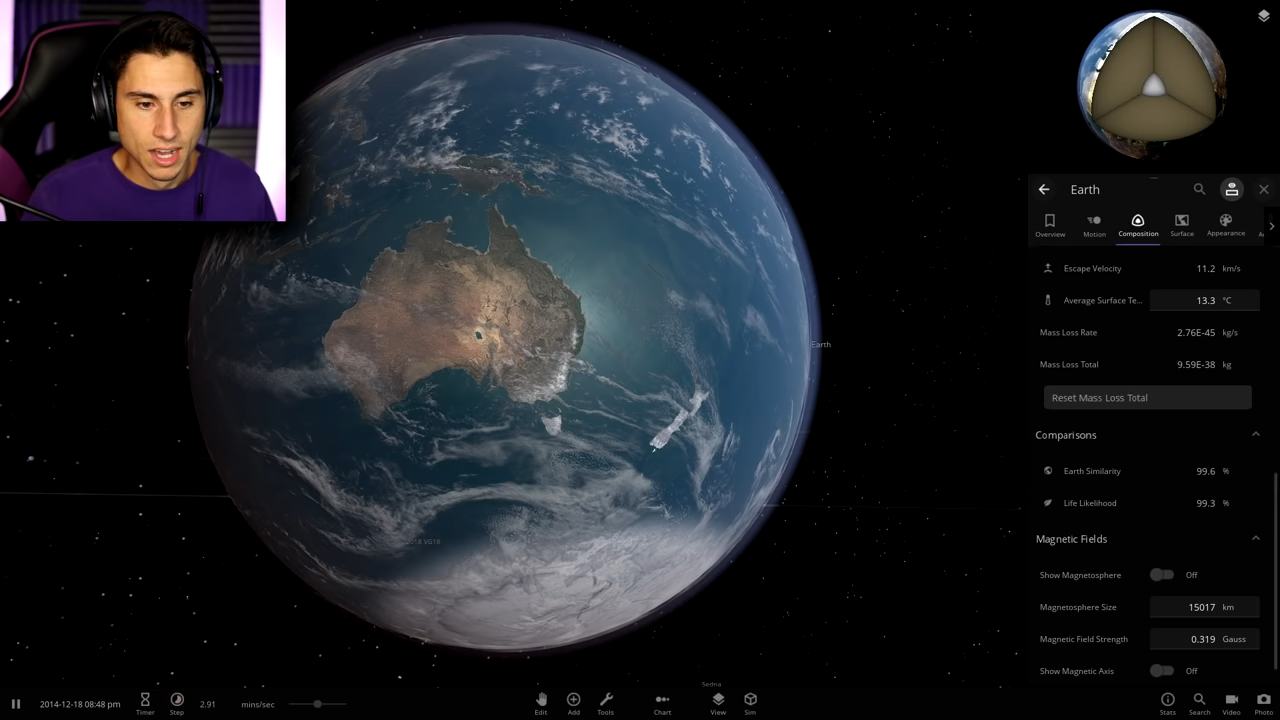 Earth
Overview
Motion
Composition
Surface
Appearance
Escape Velocity 11.2 km/s
Average Surface Te... 13.3 °C
Mass Loss Rate 2.76E-45 kg/s
Mass Loss Total 9.59E-38 kg
Reset Mass Loss Total
Comparisons
Earth Similarity 99.6 %
Life Likelihood 99.3 %
Magnetic Fields
Show Magnetosphere Off
Magnetosphere Size 15017 km
Magnetic Field Strength 0.319 Gauss
Show Magnetic Axis Off
Earth
2018 VG18
Sedna
2014-12-18 08:48 pm
Timer
Step
2.91 mins/sec
Edit
Add
Tools
Chart
View
Sim
Stats
Search
Video
Photo